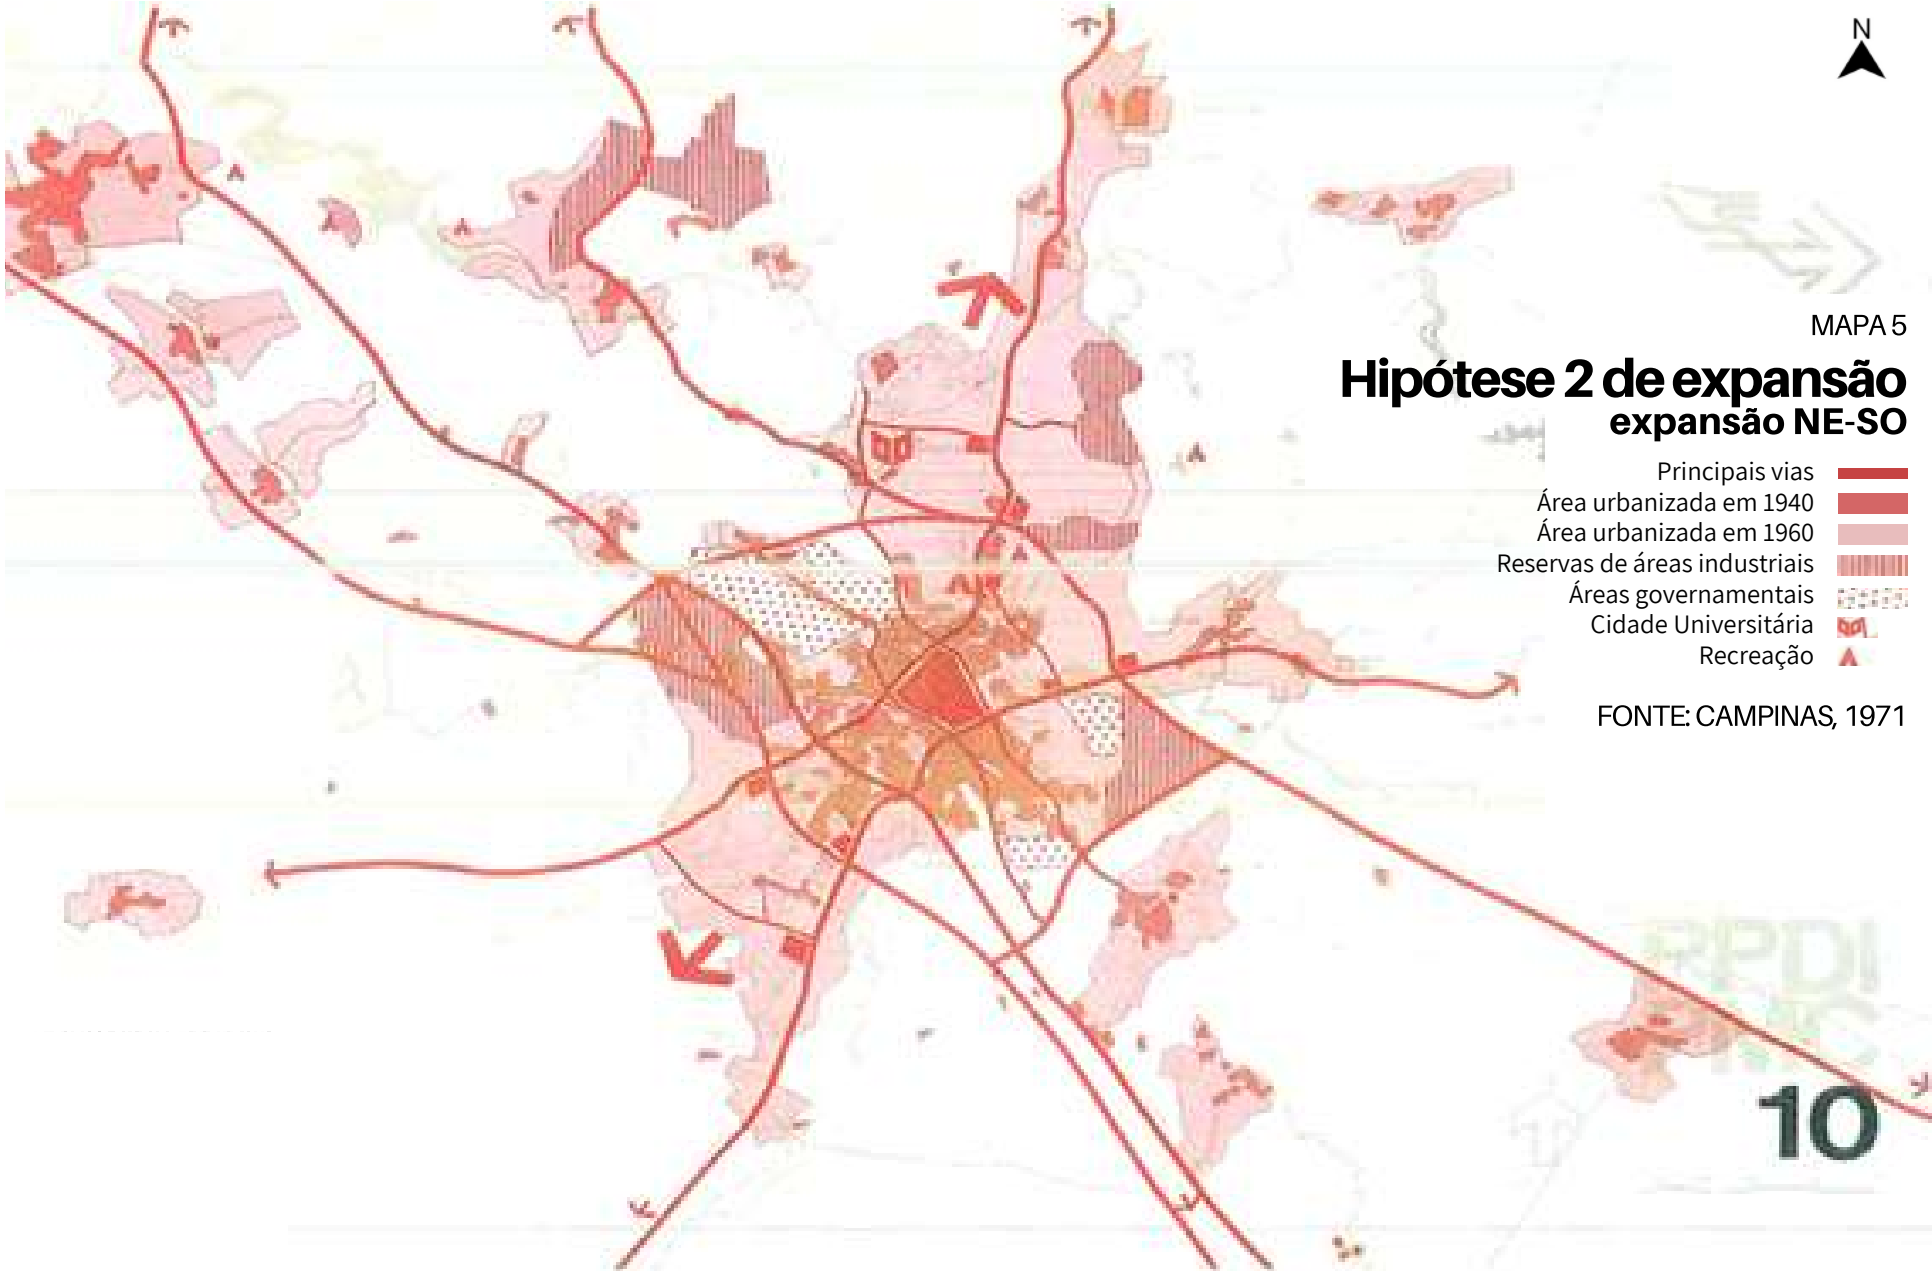 N
MAPA 5
Hipótese 2 de expansão
expansão NE-SO
Principais vias
Área urbanizada em 1940
Área urbanizada em 1960
Reservas de áreas industriais
Áreas governamentais
Cidade Universitária
Recreação
FONTE: CAMPINAS, 1971
PPDI
10